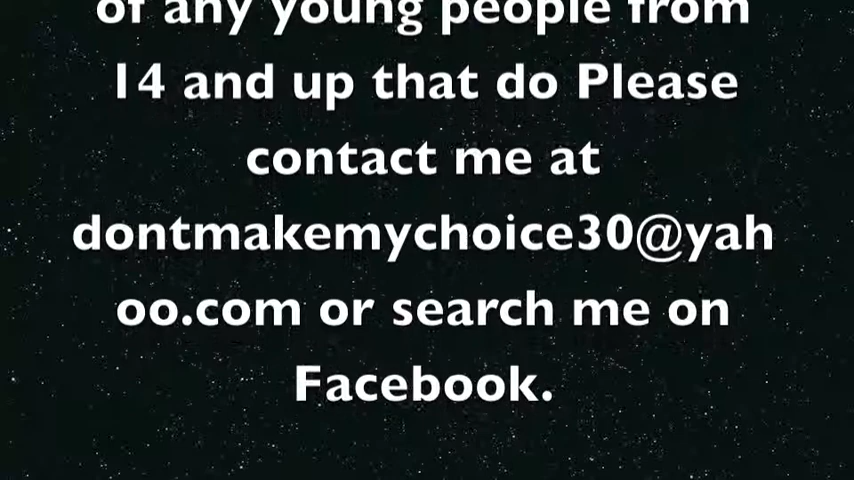 of any young people from
14 and up that do Please
contact me at
dontmakemychoice30@yah
oo.com or search me on
Facebook.